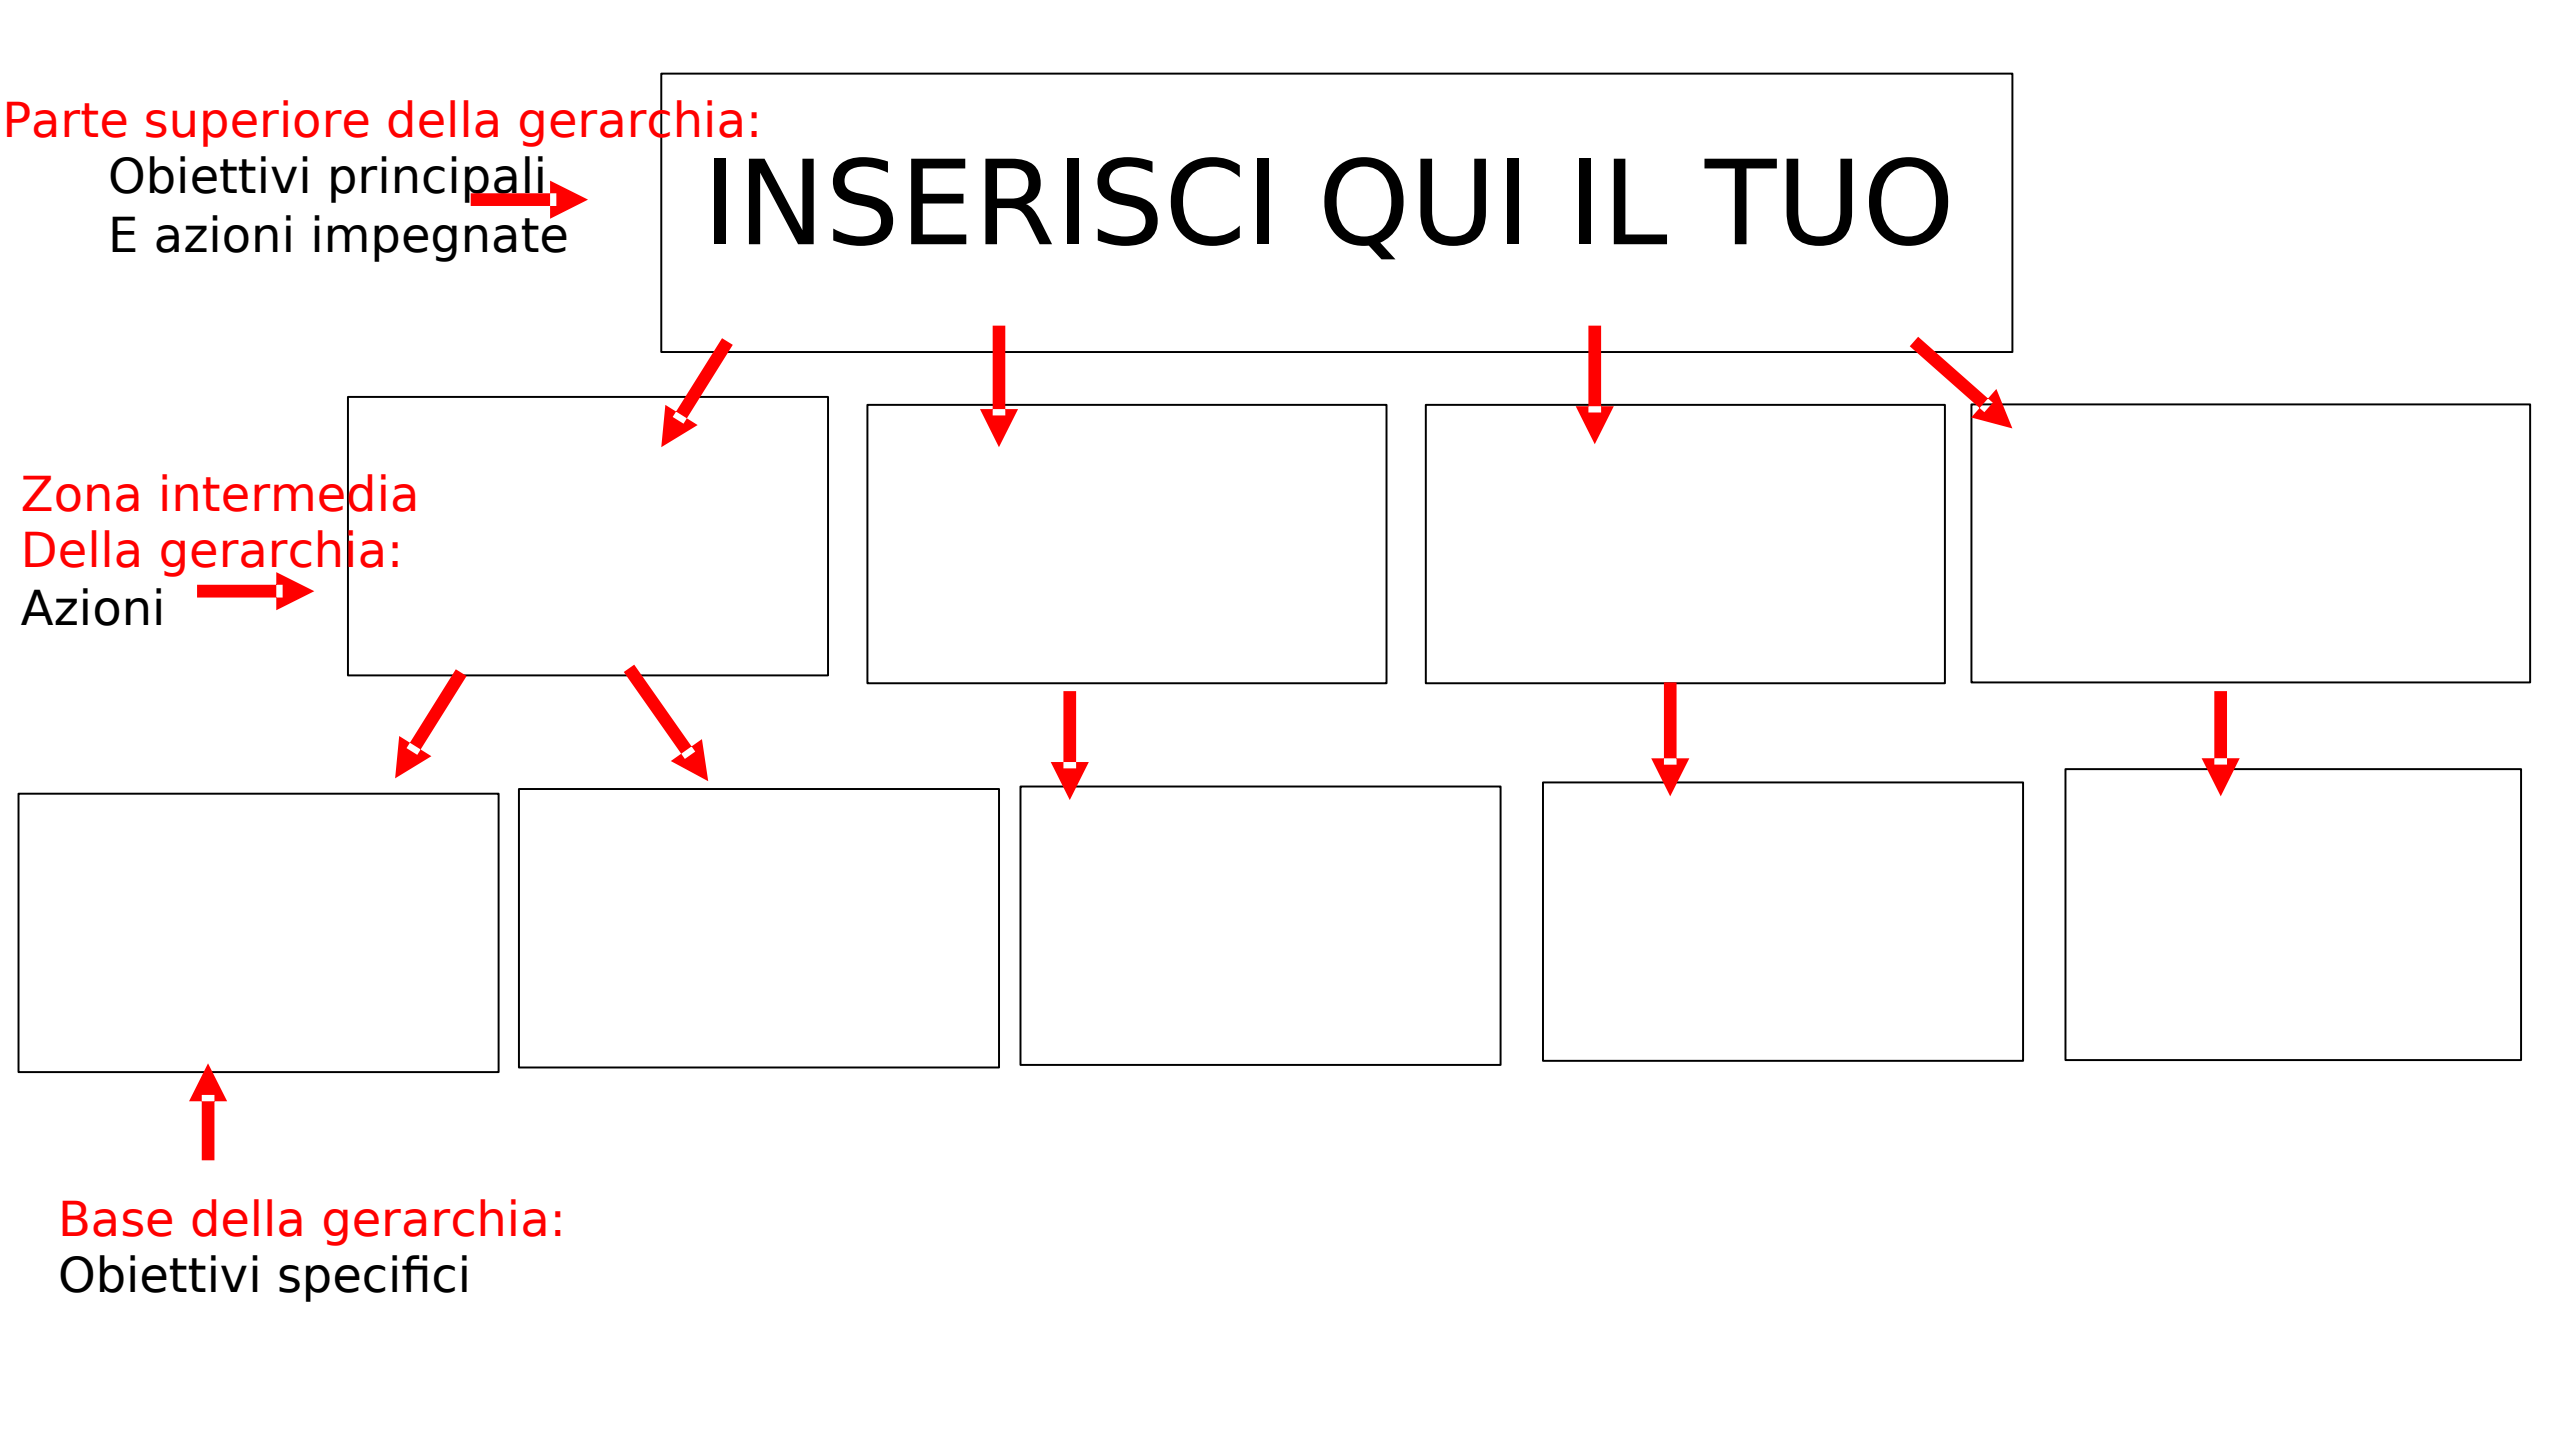 Parte superiore della gerarchia:
Obiettivi principali
E azioni impegnate
INSERISCI QUI IL TUO
Zona intermedia
Della gerarchia:
Azioni
Base della gerarchia:
Obiettivi specifici